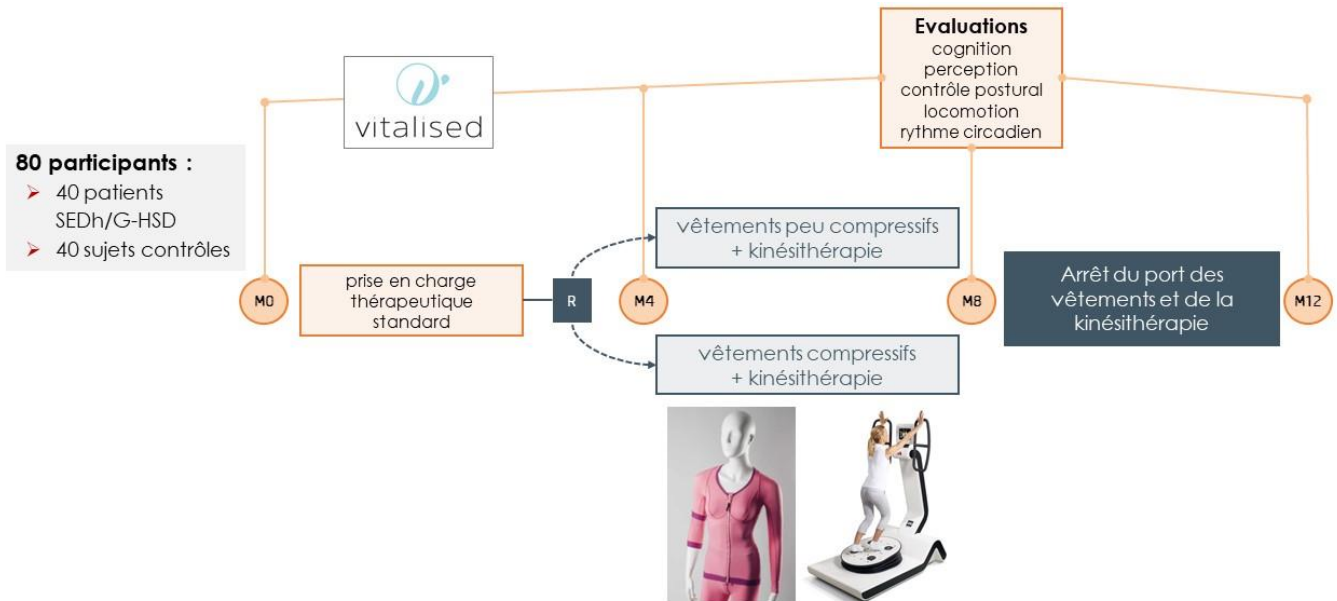 Evaluations
cognition
perception
contrôle postural
locomotion
rythme circadien
vitalised
80 participants :
40 patients
SEDh/G-HSD
40 sujets contrôles
vêtements peu compressifs
+ kinésithérapie
M0
prise en charge
thérapeutique
standard
R
M4
M8
Arrêt du port des
vêtements et de la
kinésithérapie
M12
vêtements compressifs
+ kinésithérapie